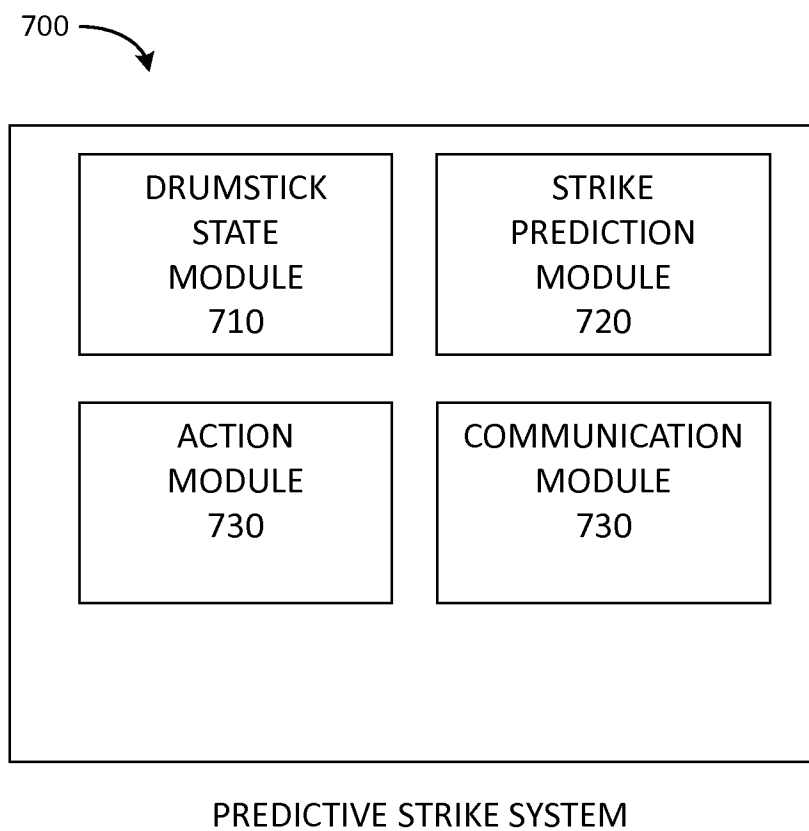 700
DRUMSTICK
STATE
MODULE
710
STRIKE
PREDICTION
MODULE
720
ACTION
MODULE
730
COMMUNICATION
MODULE
730
PREDICTIVE STRIKE SYSTEM